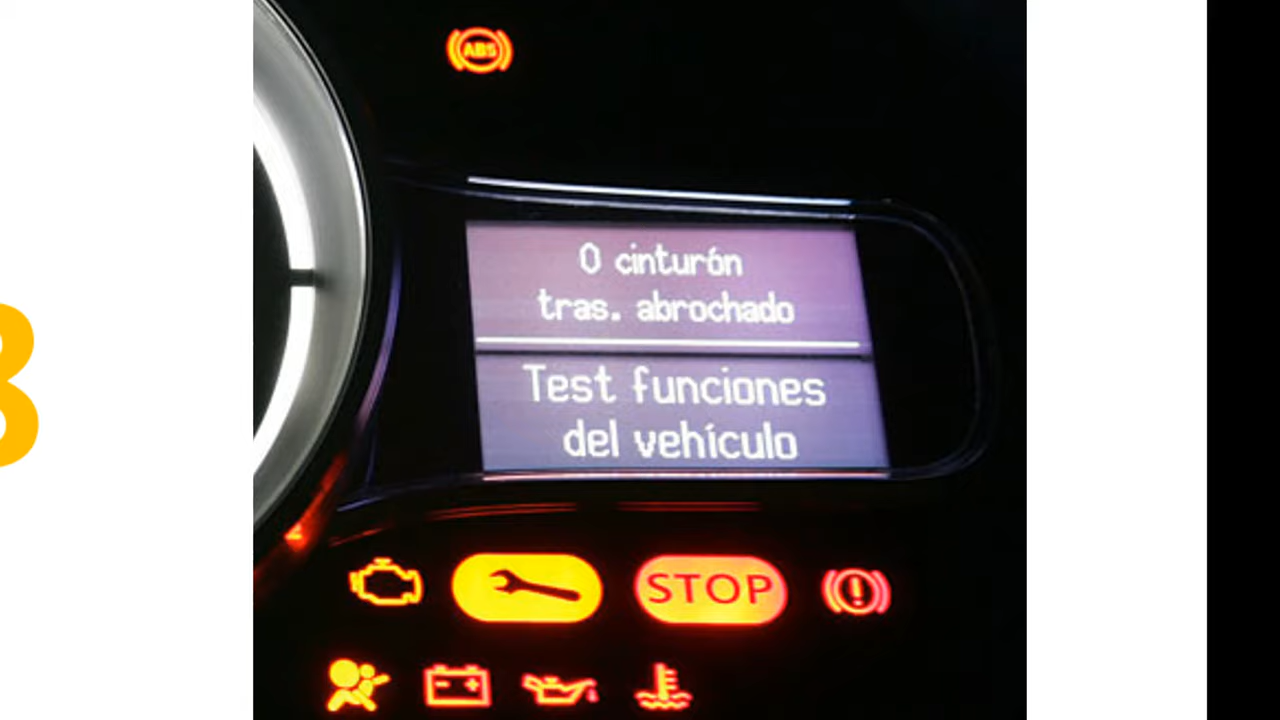 ABS
0 cinturón
tras. abrochado
Test funciones
del vehículo
STOP